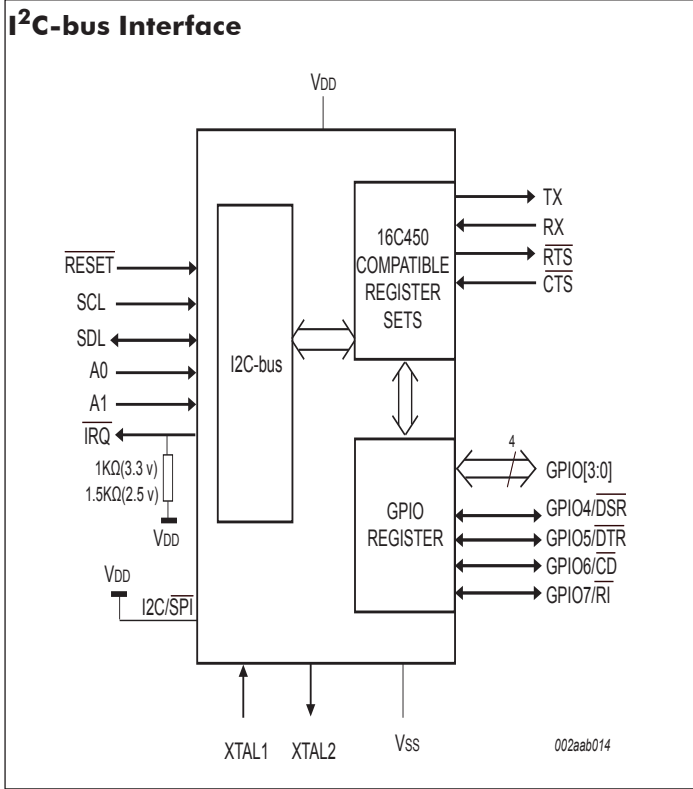 I²C-bus Interface
VDD
RESET
SCL
SDL
A0
A1
IRQ
1KΩ(3.3 v)
1.5KΩ(2.5 v)
VDD
VDD
I2C/SPI
I2C-bus
16C450
COMPATIBLE
REGISTER
SETS
GPIO
REGISTER
TX
RX
RTS
CTS
4
GPIO[3:0]
GPIO4/DSR
GPIO5/DTR
GPIO6/CD
GPIO7/RI
XTAL1
XTAL2
VSS
002aab014